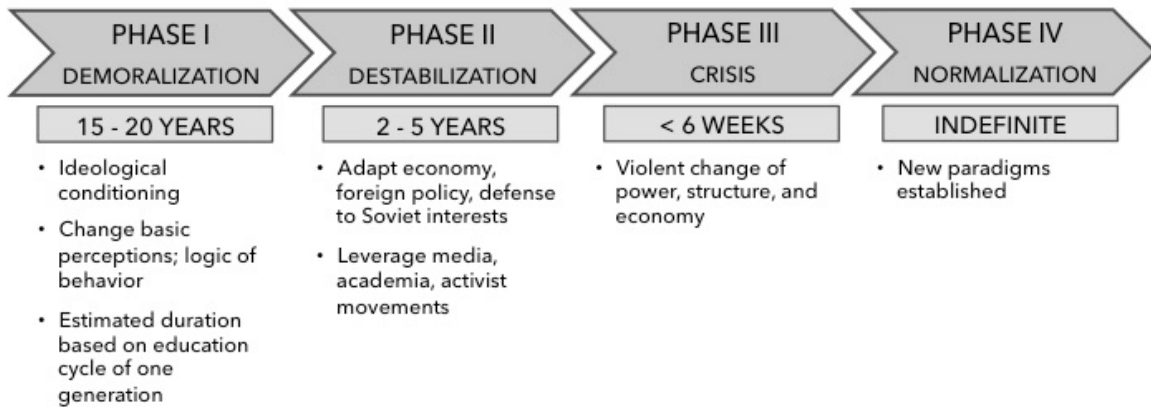 PHASE I
DEMORALIZATION
15 - 20 YEARS
• Ideological
conditioning
• Change basic
perceptions; logic of
behavior
• Estimated duration
based on education
cycle of one
generation
PHASE II
DESTABILIZATION
2 - 5 YEARS
• Adapt economy,
foreign policy, defense
to Soviet interests
• Leverage media,
academia, activist
movements
PHASE III
CRISIS
< 6 WEEKS
• Violent change of
power, structure, and
economy
PHASE IV
NORMALIZATION
INDEFINITE
• New paradigms
established